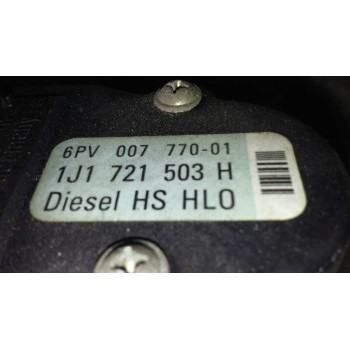 6PV 007 770-01
1J1 721 503 H
Diesel HS HLO